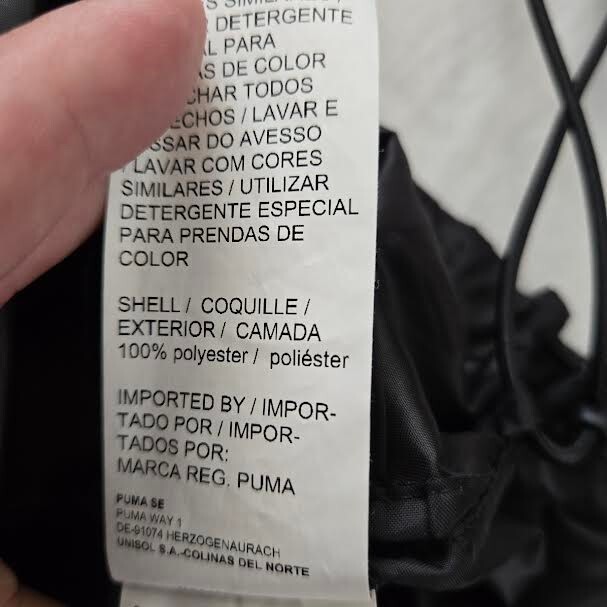 DETERGENTE
PARA
DE COLOR
TODOS
/ LAVAR E
DO AVESSO
/ LAVAR COM CORES
SIMILARES / UTILIZAR
DETERGENTE ESPECIAL
PARA PRENDAS DE
COLOR
SHELL / COQUILLE /
EXTERIOR / CAMADA
100% polyester / poliéster
IMPORTED BY / IMPOR-
TADO POR / IMPOR-
TADOS POR:
MARCA REG. PUMA
PUMA SE
PUMA WAY 1
DE-91074 HERZOGENAURACH
UNISOL S.A.-COLINAS DEL NORTE